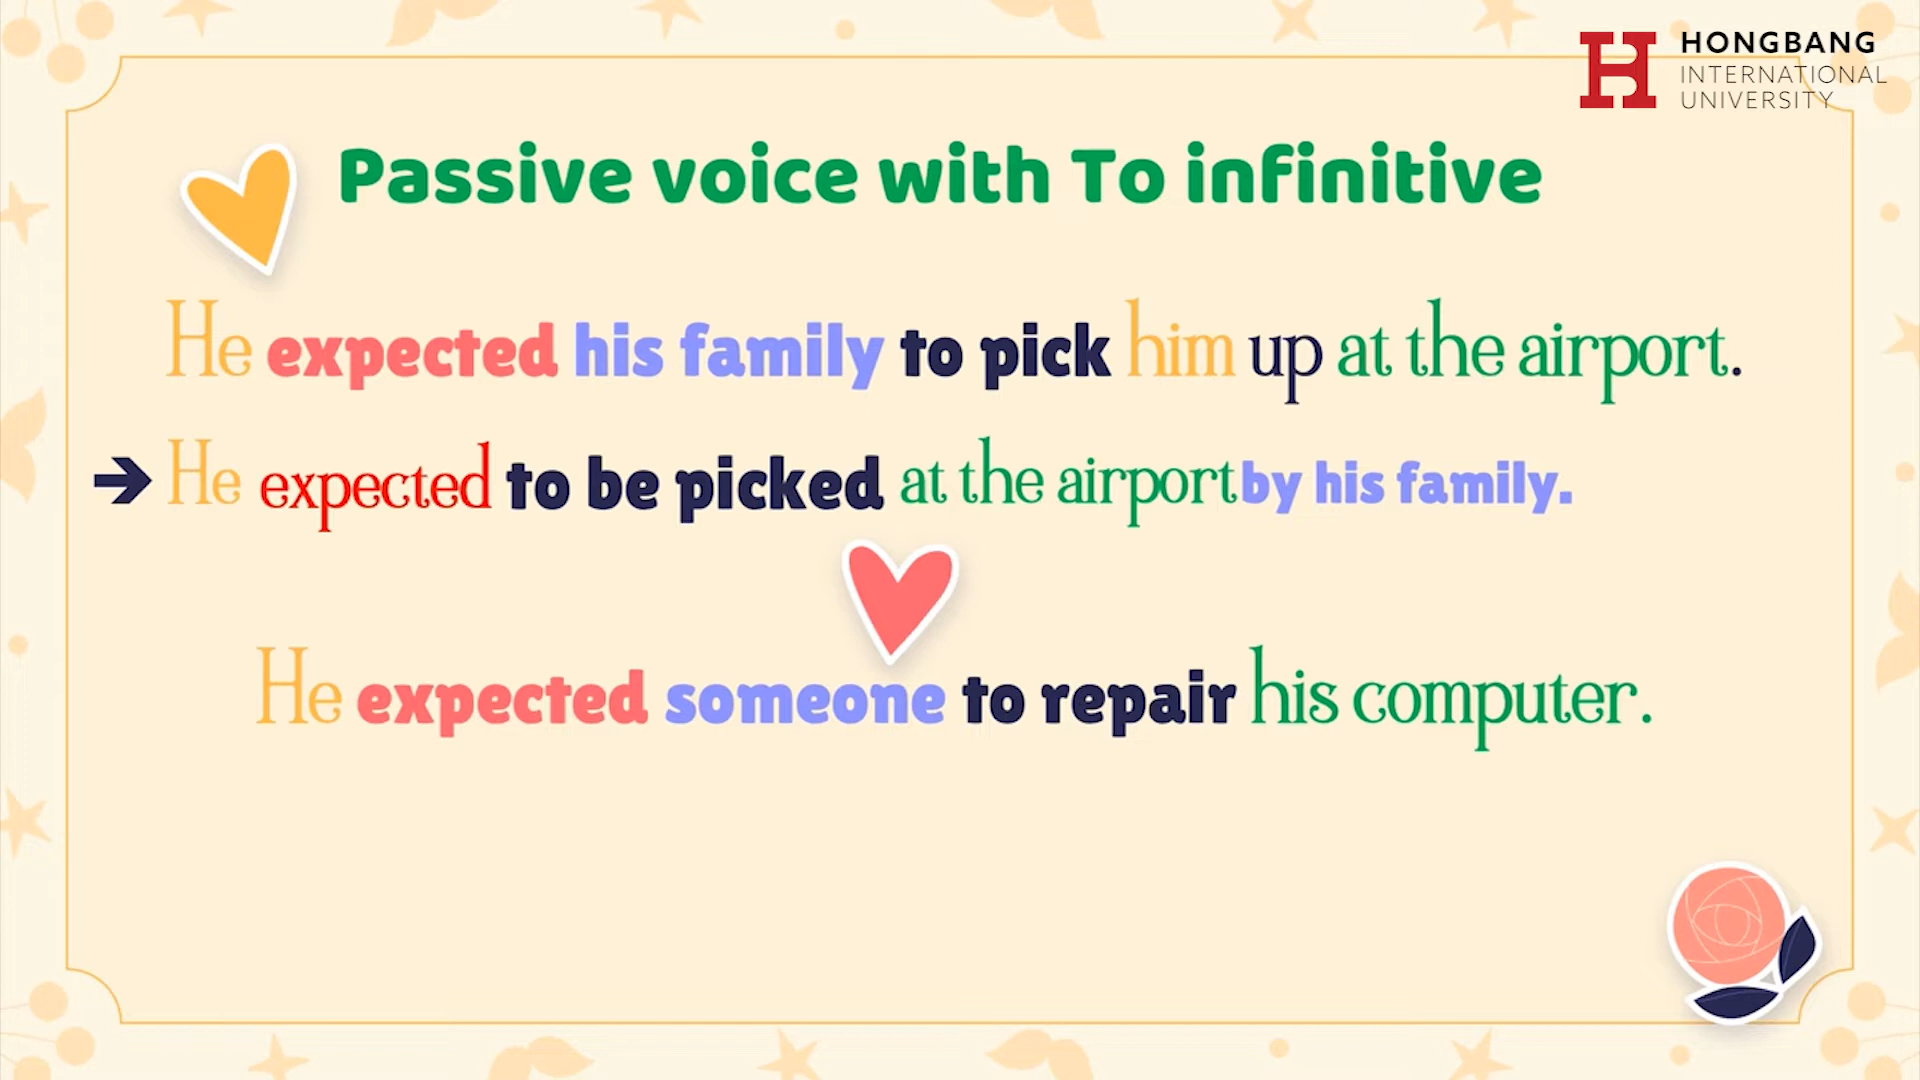 HONGBANG
INTERNATIONAL
UNIVERSITY
Passive voice with To infinitive
He expected his family to pick him up at the airport.
→ He expected to be picked at the airport by his family.
He expected someone to repair his computer.